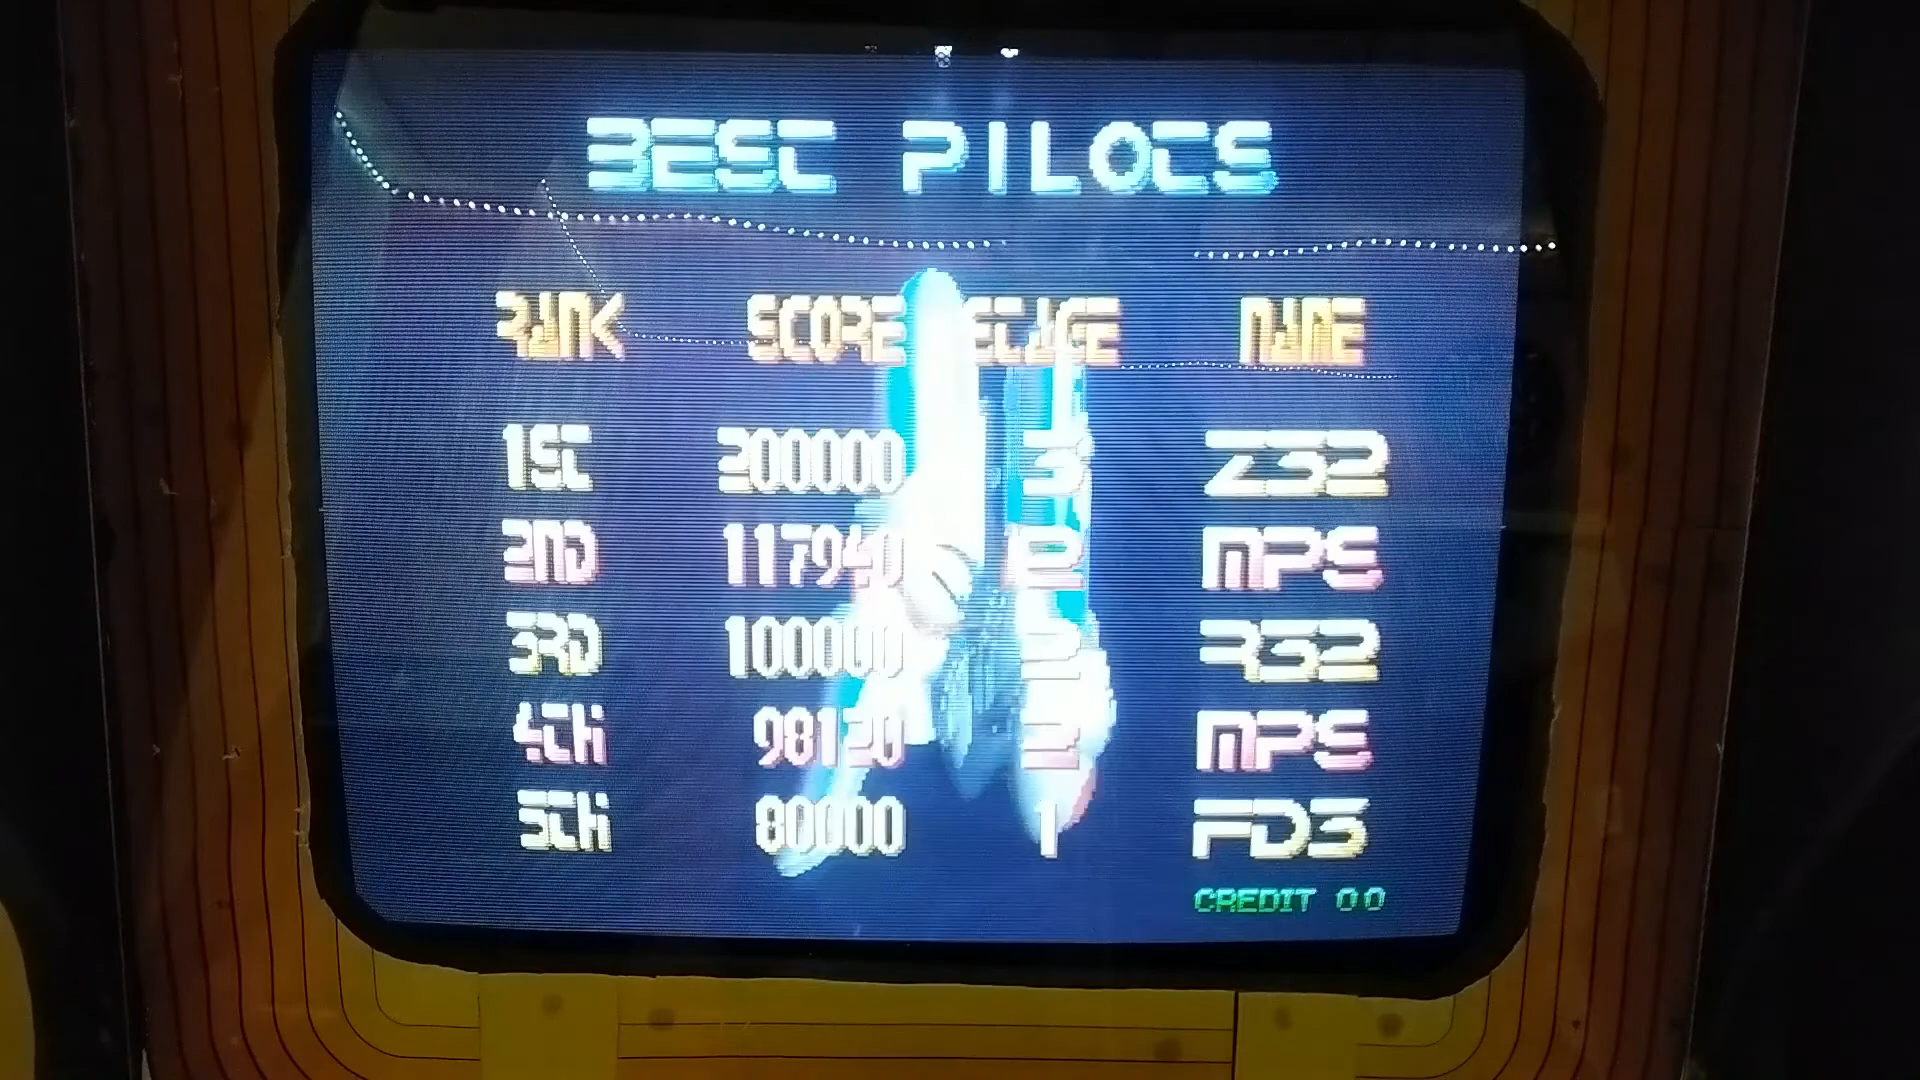 BEST PILOTS
RANK SCORE STAGE NAME
1ST 200000 3 Z32
2ND 117940 2 MPS
3RD 100000 2 R32
4TH 98120 2 MPS
5TH 80000 1 FD3
CREDIT 00